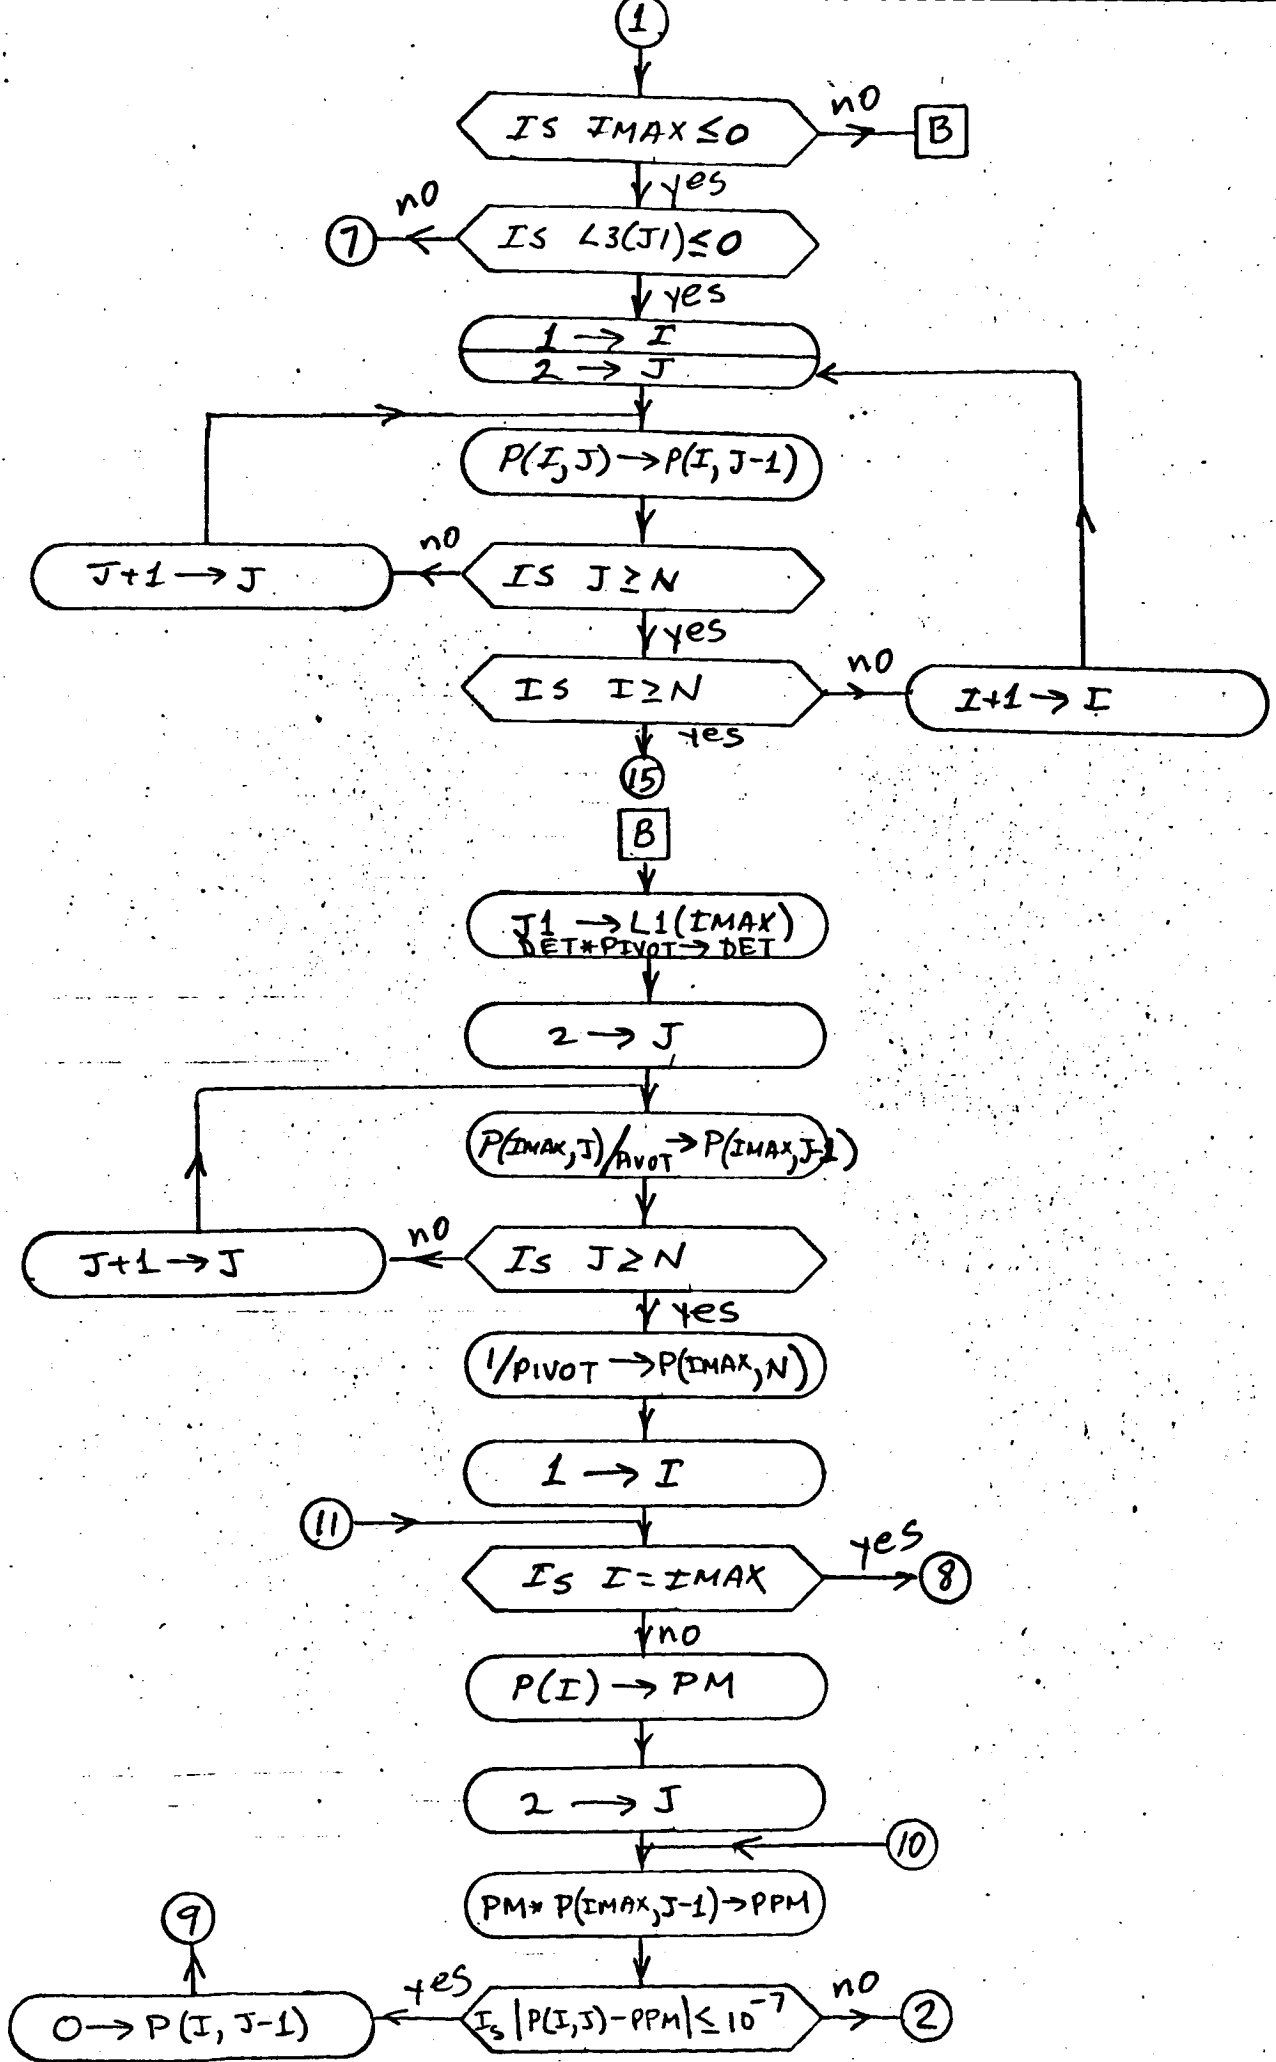 1
IS IMAX ≤ 0
no
B
yes
no
7
IS L3(J1) ≤ 0
yes
1 → I
2 → J
P(I,J) → P(I, J-1)
J+1 → J
no
IS J ≥ N
yes
IS I ≥ N
no
I+1 → I
yes
15
B
J1 → L1(IMAX)
DET*PIVOT → DET
2 → J
P(IMAX,J)/PIVOT → P(IMAX,J-1)
J+1 → J
no
IS J ≥ N
yes
1/PIVOT → P(IMAX,N)
1 → I
11
IS I = IMAX
yes
8
no
P(I) → PM
2 → J
10
PM* P(IMAX,J-1) → PPM
9
0 → P(I, J-1)
yes
Is |P(I,J) - PPM| ≤ 10⁻⁷
no
2